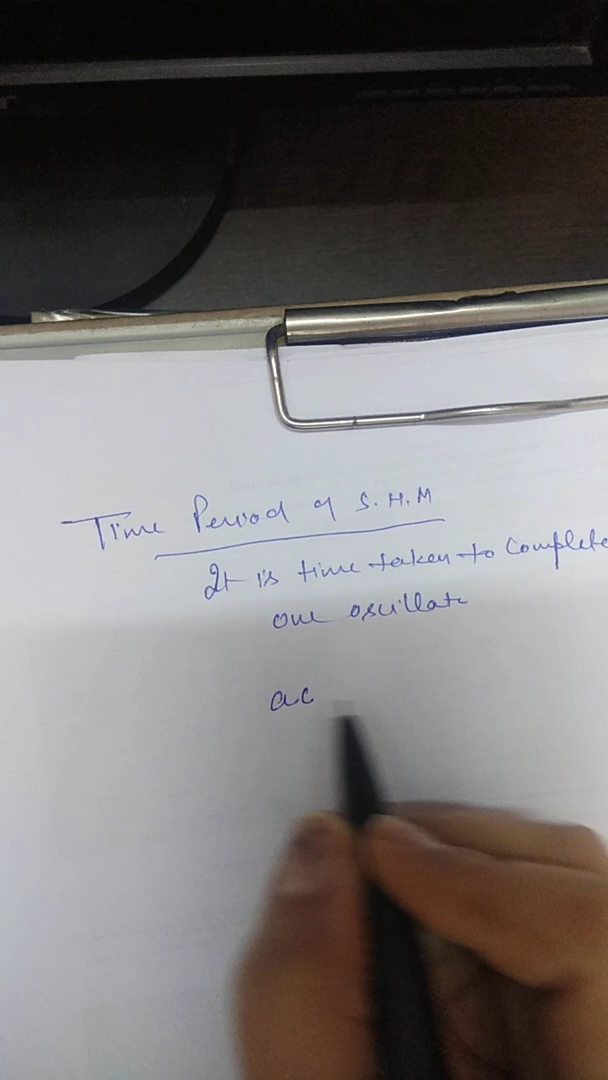 Time Period of S.H.M
It is time taken to complete
one oscillate
ac